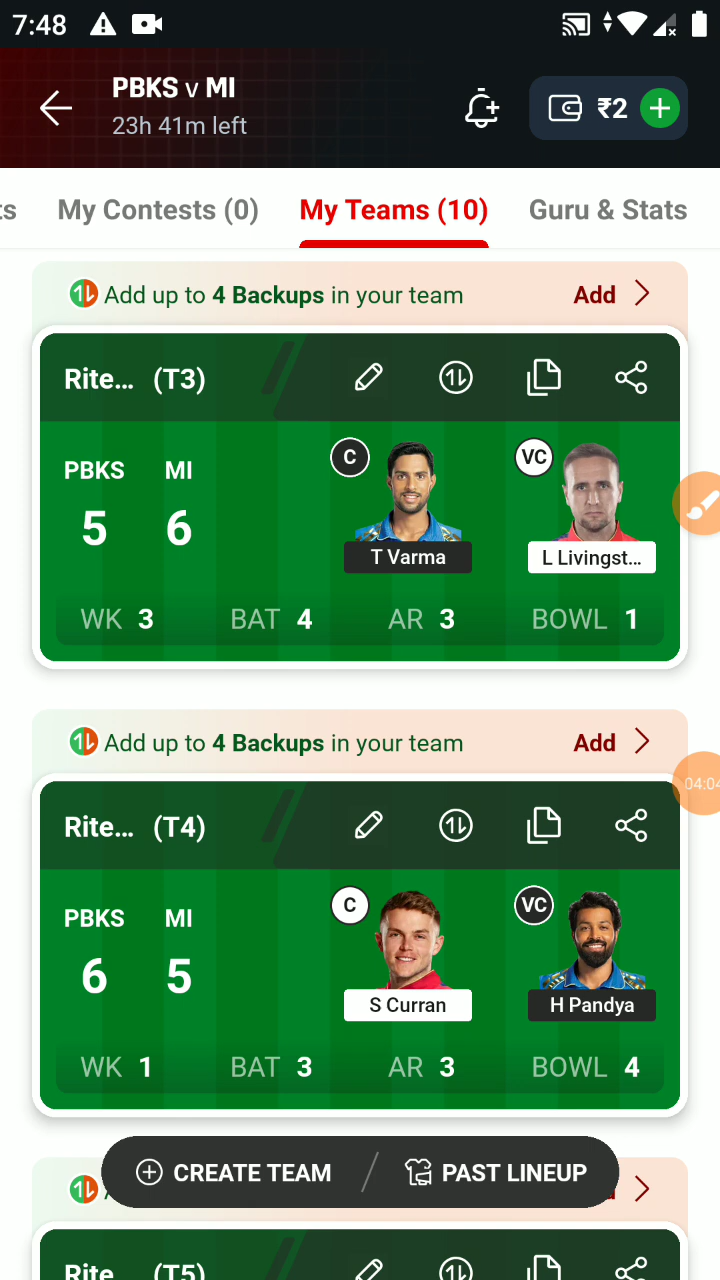 7:48
PBKS v MI
23h 41m left
₹2
ts My Contests (0) My Teams (10) Guru & Stats
Add up to 4 Backups in your team Add
Rite... (T3)
C VC
PBKS MI
5 6
T Varma L Livingst...
WK 3 BAT 4 AR 3 BOWL 1
Add up to 4 Backups in your team Add
04:04
Rite... (T4)
C VC
PBKS MI
6 5
S Curran H Pandya
WK 1 BAT 3 AR 3 BOWL 4
CREATE TEAM PAST LINEUP
Rite (T5)